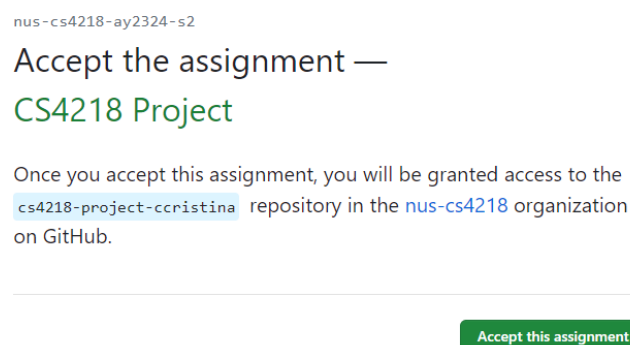 nus-cs4218-ay2324-s2
Accept the assignment —
CS4218 Project
Once you accept this assignment, you will be granted access to the
cs4218-project-ccristina repository in the nus-cs4218 organization
on GitHub.
Accept this assignment